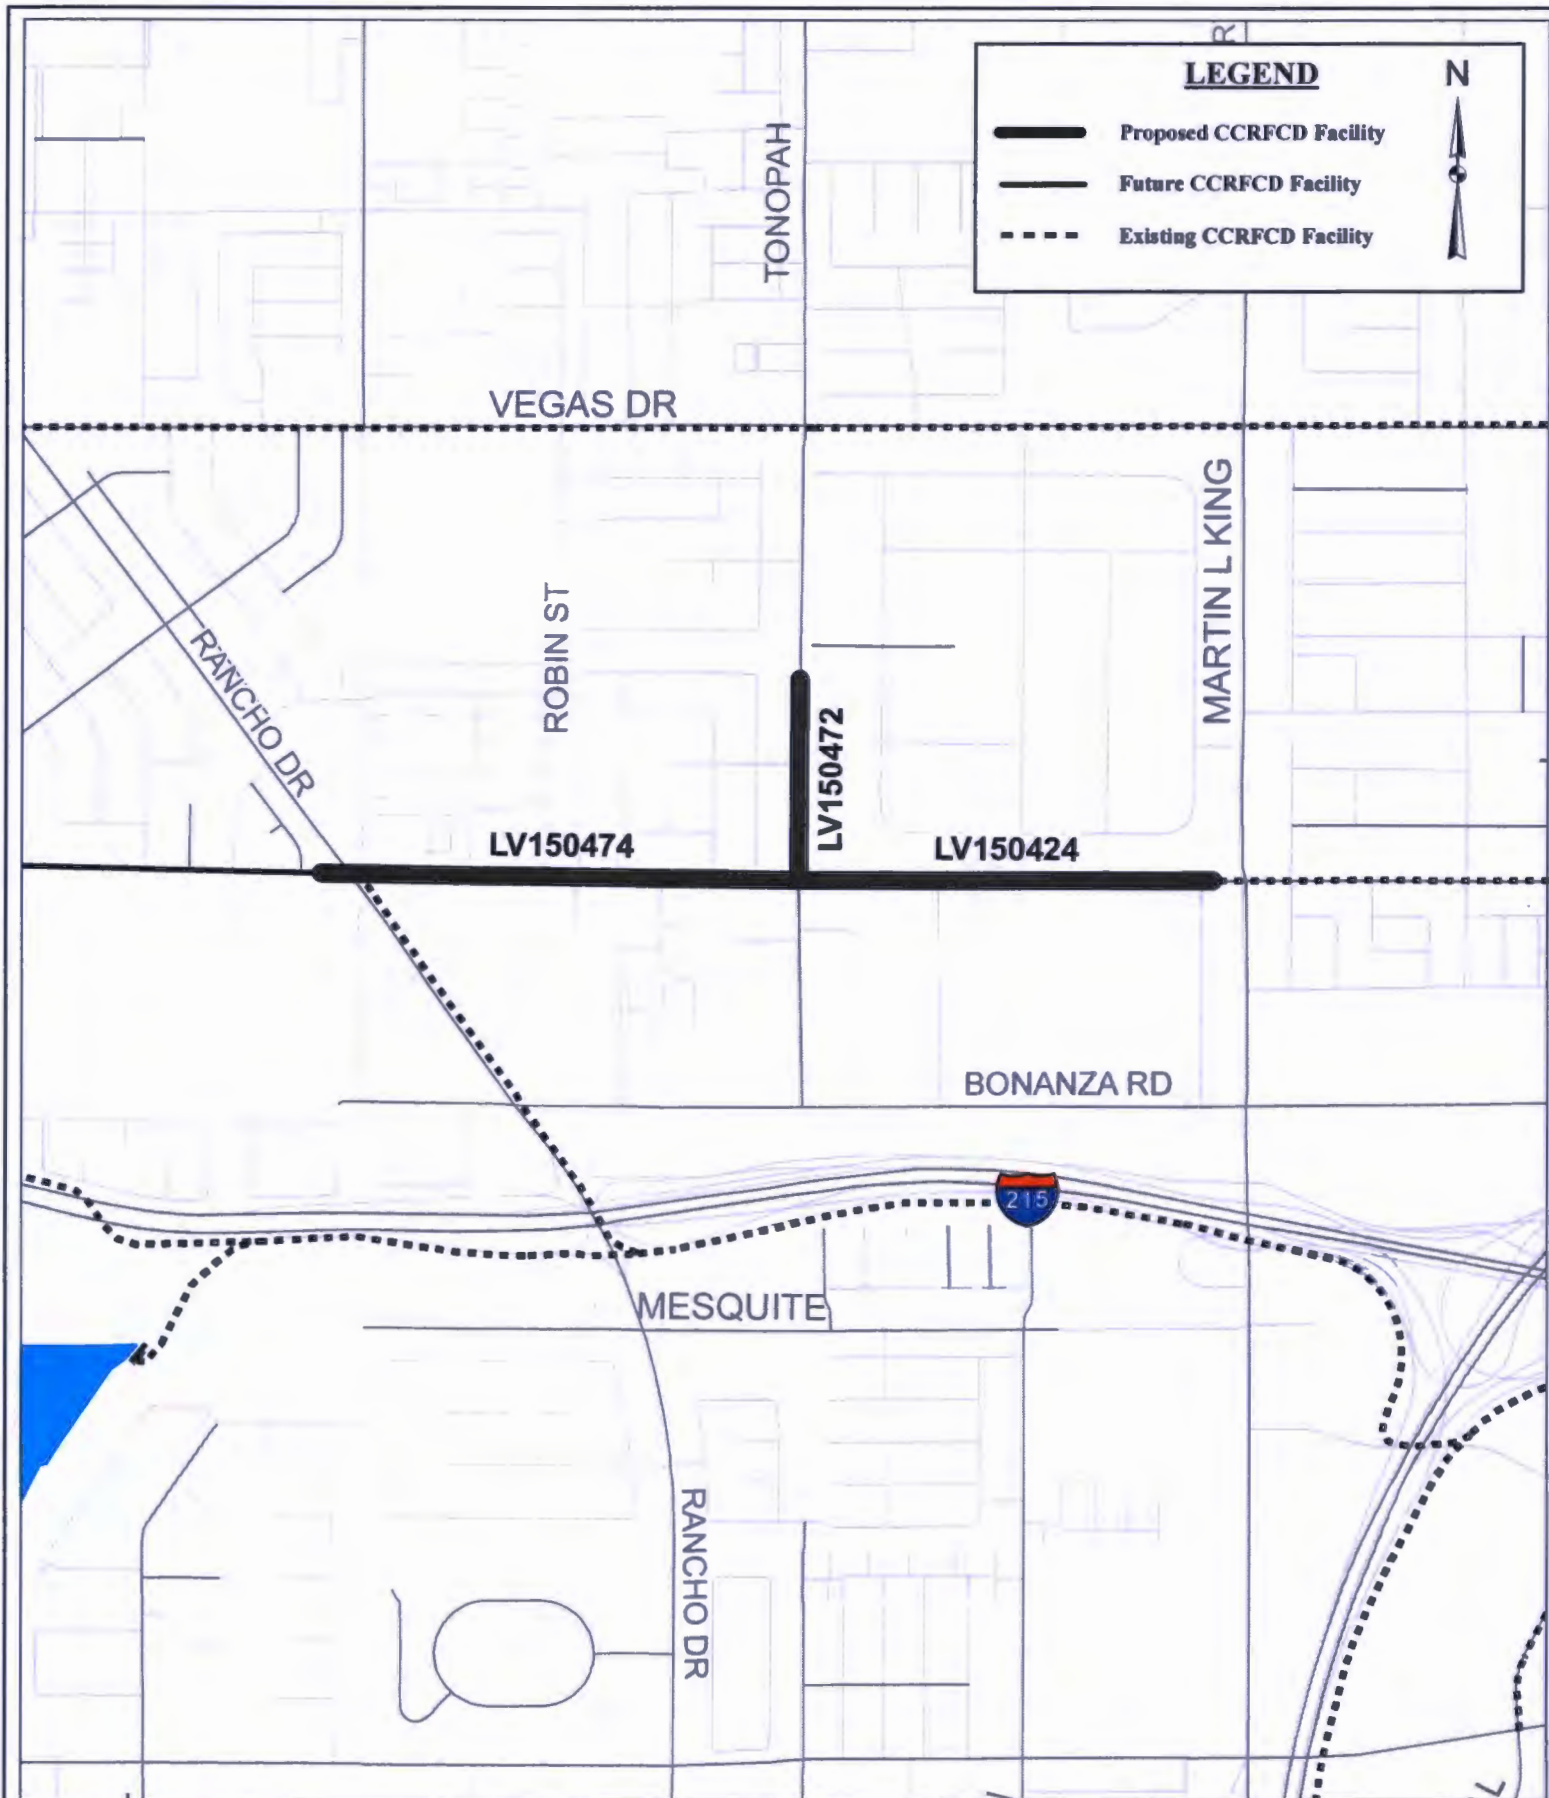 R
LEGEND
N
Proposed CCRFCD Facility
Future CCRFCD Facility
Existing CCRFCD Facility
TONOPAH
VEGAS DR
MARTIN L KING
ROBIN ST
RANCHO DR
LV150472
LV150474
LV150424
BONANZA RD
215
MESQUITE
RANCHO DR
L